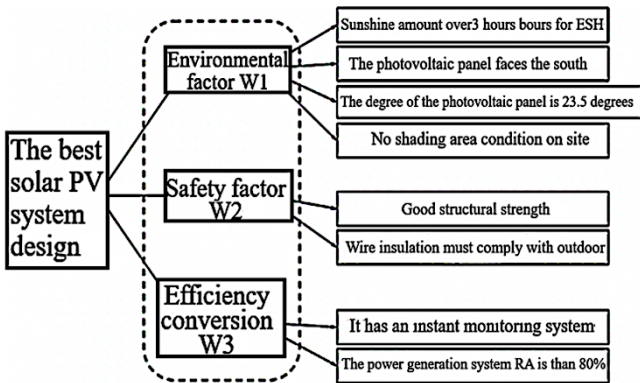 The best
solar PV
system
design
Environmental
factor W1
Safety factor
W2
Efficiency
conversion
W3
Sunshine amount over3 hours bours for ESH
The photovoltaic panel faces the south
The degree of the photovoltaic panel is 23.5 degrees
No shading area condition on site
Good structural strength
Wire insulation must comply with outdoor
It has an instant monitoring system
The power generation system RA is than 80%